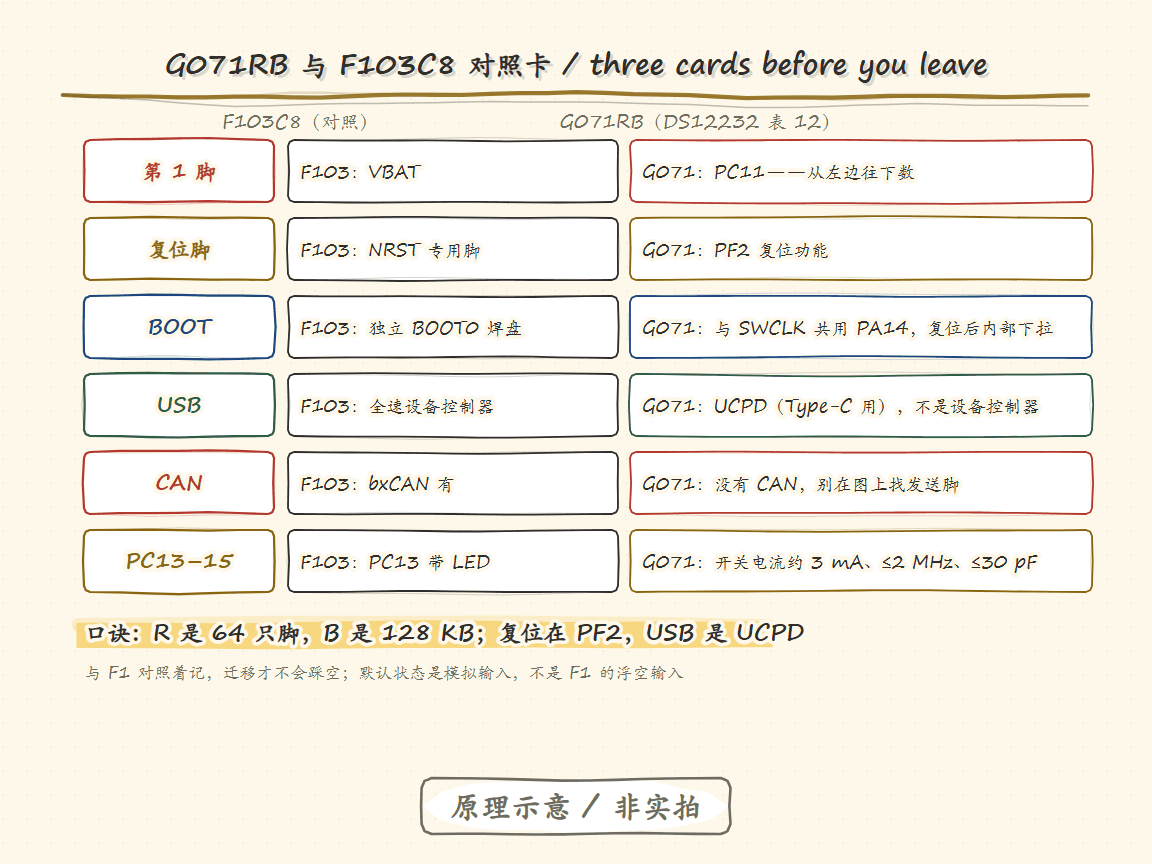 G071RB 与 F103C8 对照卡 / three cards before you leave
F103C8（对照） G071RB（DS12232 表 12）
第 1 脚 F103：VBAT G071：PC11——从左边往下数
复位脚 F103：NRST 专用脚 G071：PF2 复位功能
BOOT F103：独立 BOOT0 焊盘 G071：与 SWCLK 共用 PA14，复位后内部下拉
USB F103：全速设备控制器 G071：UCPD（Type-C 用），不是设备控制器
CAN F103：bxCAN 有 G071：没有 CAN，别在图上找发送脚
PC13–15 F103：PC13 带 LED G071：开关电流约 3 mA、≤2 MHz、≤30 pF
口诀：R 是 64 只脚，B 是 128 KB；复位在 PF2，USB 是 UCPD
与 F1 对照着记，迁移才不会踩空；默认状态是模拟输入，不是 F1 的浮空输入
原理示意 / 非实拍